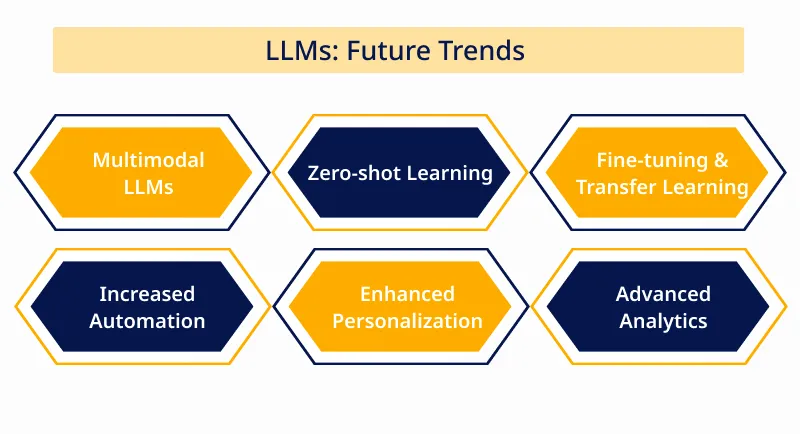 LLMs: Future Trends
Multimodal
LLMs
Zero-shot Learning
Fine-tuning &
Transfer Learning
Increased
Automation
Enhanced
Personalization
Advanced
Analytics